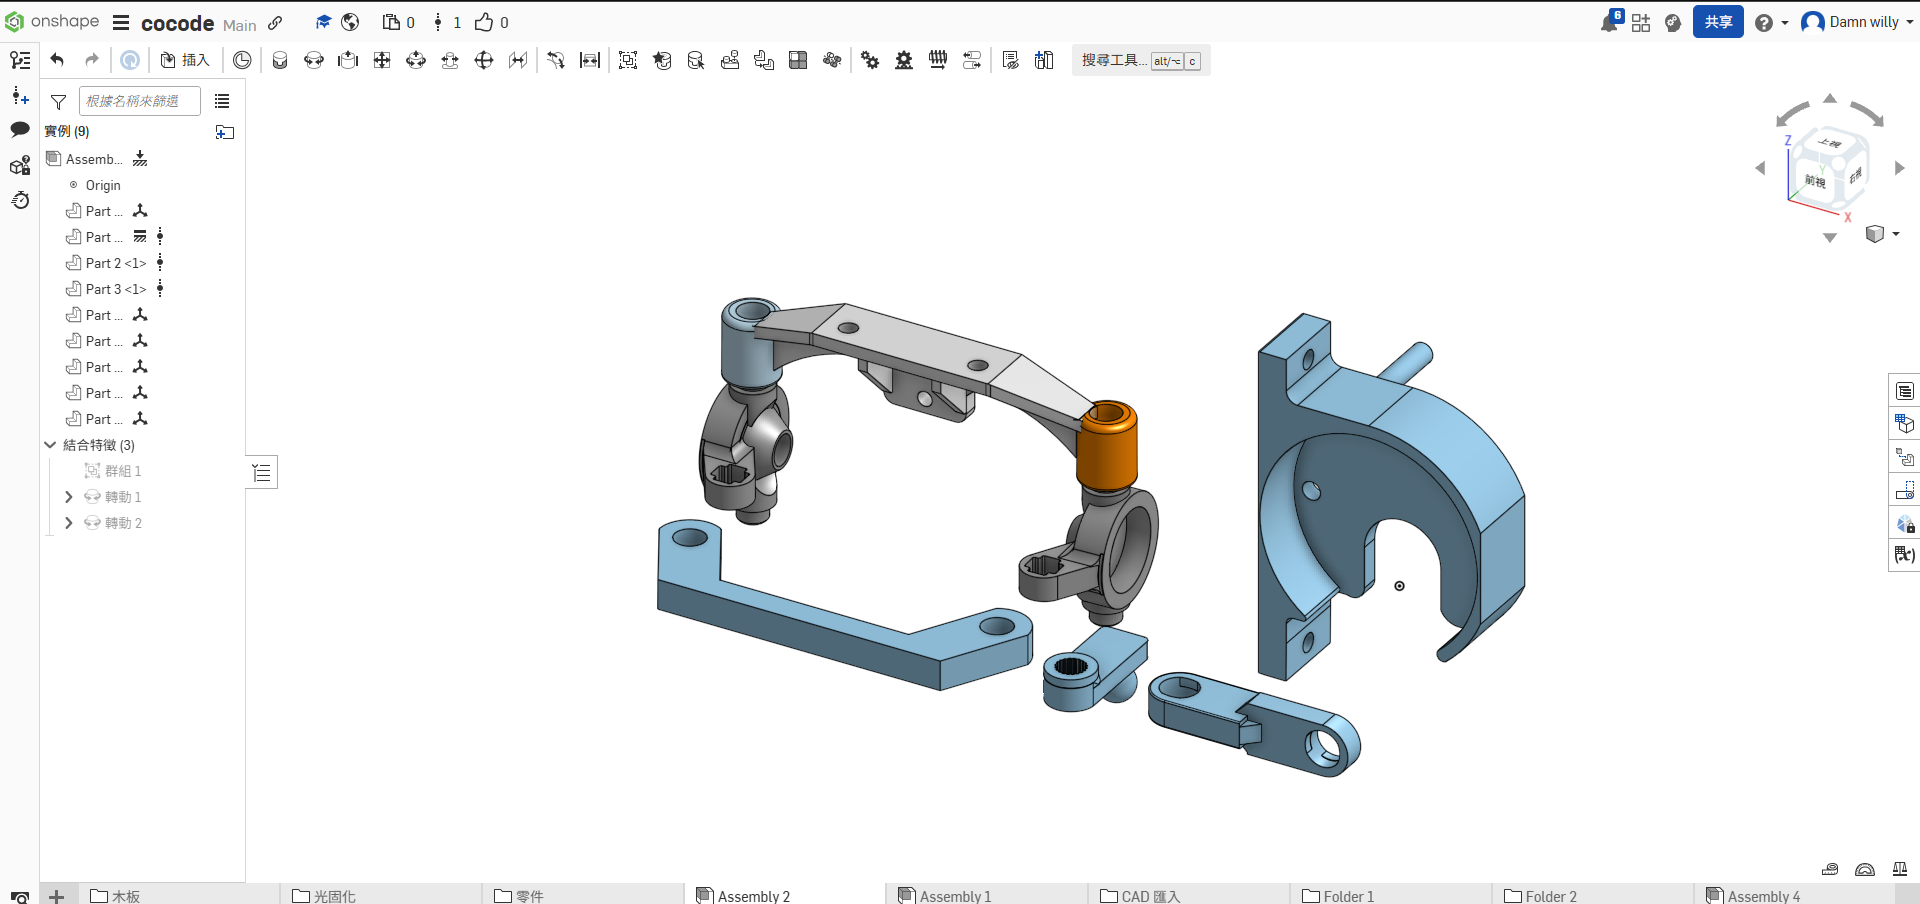 onshape cocode Main 0 1 0 6 共享 Damn willy
插入 搜尋工具... alt/⌥ c
根據名稱來篩選
實例 (9)
Assemb...
Origin
Part ...
Part ...
Part 2 <1>
Part 3 <1>
Part ...
Part ...
Part ...
Part ...
Part ...
結合特徵 (3)
群組 1
轉動 1
轉動 2
Z
上視
Y
前視
右視
X
(x)
木板 光固化 零件 Assembly 2 Assembly 1 CAD 匯入 Folder 1 Folder 2 Assembly 4